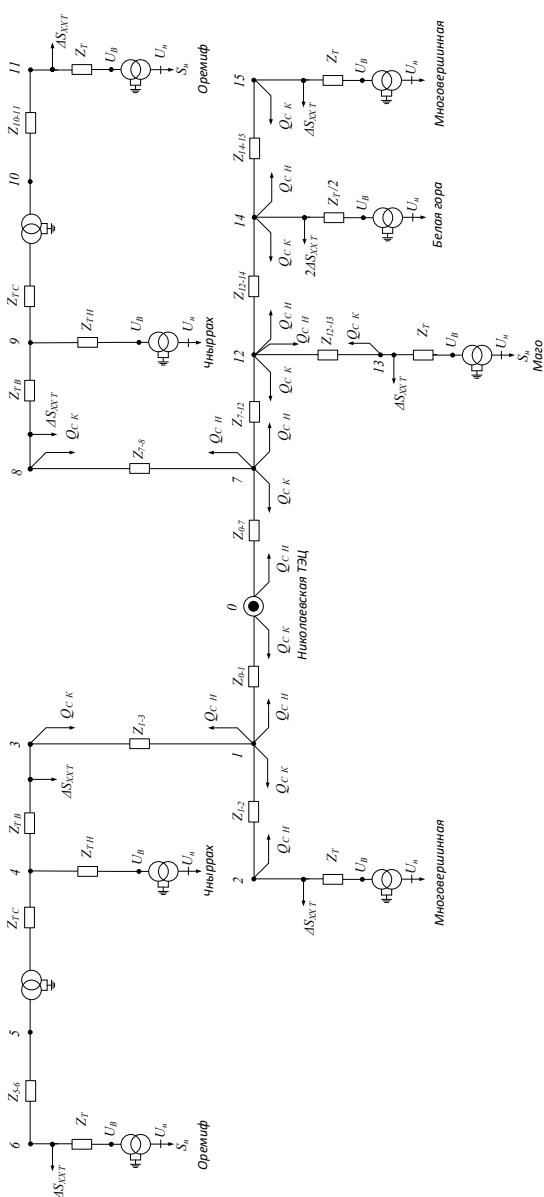 11
ΔS_XXT
Z_T
U_B
U_н
S_н
Оремиф
Z_10-11
10
Z_TC
9
Z_TH
U_B
U_н
Чныррах
Z_TB
ΔS_XXT
Q_C K
8
Z_7-8
15
Q_C K
ΔS_XXT
Z_T
U_B
U_н
Многовершинная
Z_14-15
Q_C H
14
Q_C K
2ΔS_XXT
Z_T/2
U_B
U_н
Белая гора
Z_12-14
Q_C H
Q_C H
12
Q_C K
Z_12-13
Q_C K
13
ΔS_XXT
Z_T
U_B
U_н
S_н
Маго
Z_7-12
Q_C H
Q_C H
7
Q_C K
Z_0-7
Q_C H
0
Николаевская ТЭЦ
Q_C K
Z_0-1
3
Q_C K
Z_1-3
Q_C H
Q_C H
1
Q_C K
Z_1-2
Q_C H
2
ΔS_XXT
Z_T
U_B
U_н
Многовершинная
ΔS_XXT
Z_TB
4
Z_TH
U_B
U_н
Чныррах
Z_TC
5
Z_5-6
6
ΔS_XXT
Z_T
U_B
U_н
S_н
Оремиф